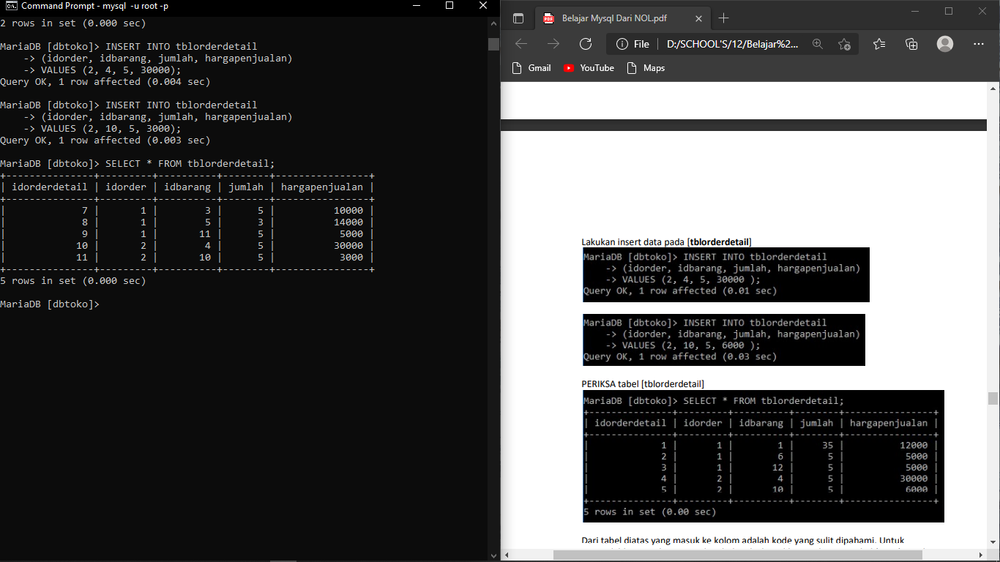 Command Prompt - mysql  -u root -p
2 rows in set (0.000 sec)
MariaDB [dbtoko]> INSERT INTO tblorderdetail
    -> (idorder, idbarang, jumlah, hargapenjualan)
    -> VALUES (2, 4, 5, 30000);
Query OK, 1 row affected (0.004 sec)
MariaDB [dbtoko]> INSERT INTO tblorderdetail
    -> (idorder, idbarang, jumlah, hargapenjualan)
    -> VALUES (2, 10, 5, 3000);
Query OK, 1 row affected (0.003 sec)
MariaDB [dbtoko]> SELECT * FROM tblorderdetail;
+---------------+---------+----------+--------+----------------+
| idorderdetail | idorder | idbarang | jumlah | hargapenjualan |
+---------------+---------+----------+--------+----------------+
|             7 |       1 |        3 |      5 |          10000 |
|             8 |       1 |        5 |      3 |          14000 |
|             9 |       1 |       11 |      5 |           5000 |
|            10 |       2 |        4 |      5 |          30000 |
|            11 |       2 |       10 |      5 |           3000 |
+---------------+---------+----------+--------+----------------+
5 rows in set (0.000 sec)
MariaDB [dbtoko]>
Belajar Mysql Dari NOL.pdf
File | D:/SCHOOL'S/12/Belajar%2...
Gmail YouTube Maps
Lakukan insert data pada [tblorderdetail]
MariaDB [dbtoko]> INSERT INTO tblorderdetail
    -> (idorder, idbarang, jumlah, hargapenjualan)
    -> VALUES (2, 4, 5, 30000 );
Query OK, 1 row affected (0.01 sec)
MariaDB [dbtoko]> INSERT INTO tblorderdetail
    -> (idorder, idbarang, jumlah, hargapenjualan)
    -> VALUES (2, 10, 5, 6000 );
Query OK, 1 row affected (0.03 sec)
PERIKSA tabel [tblorderdetail]
MariaDB [dbtoko]> SELECT * FROM tblorderdetail;
+---------------+---------+----------+--------+----------------+
| idorderdetail | idorder | idbarang | jumlah | hargapenjualan |
+---------------+---------+----------+--------+----------------+
|             1 |       1 |        1 |     35 |          12000 |
|             2 |       1 |        6 |      5 |           5000 |
|             3 |       1 |       12 |      5 |           5000 |
|             4 |       2 |        4 |      5 |          30000 |
|             5 |       2 |       10 |      5 |           6000 |
+---------------+---------+----------+--------+----------------+
5 rows in set (0.00 sec)
Dari tabel diatas yang masuk ke kolom adalah kode yang sulit dipahami. Untuk